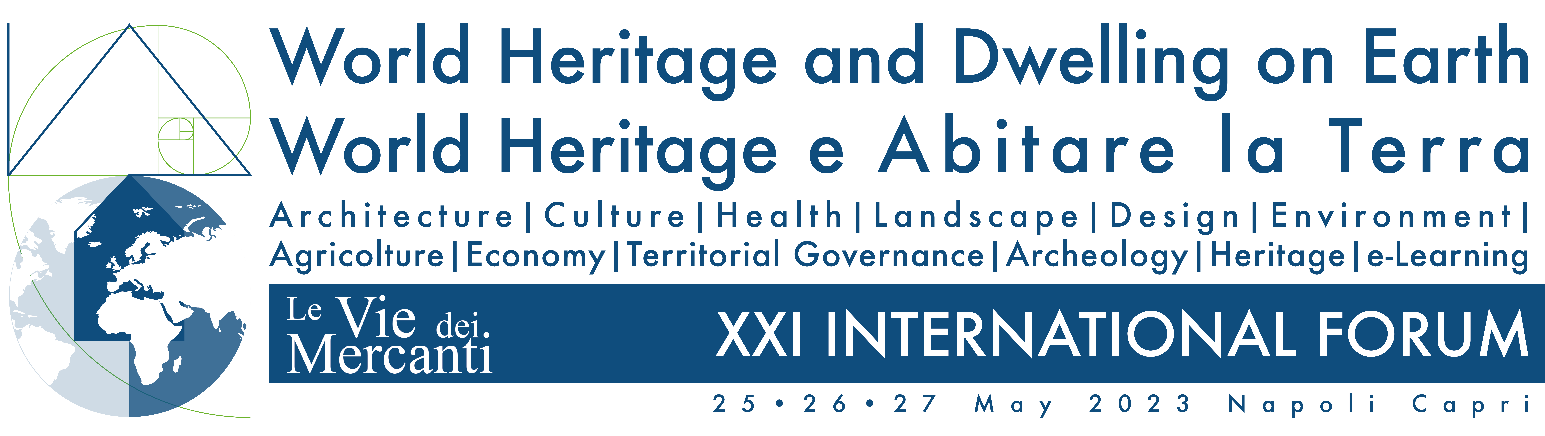 World Heritage and Dwelling on Earth
World Heritage e Abitare la Terra
Architecture|Culture|Health|Landscape|Design|Environment|
Agricolture|Economy|Territorial Governance|Archeology|Heritage|e-Learning
Le Vie dei
Mercanti
XXI INTERNATIONAL FORUM
25•26•27 May 2023 Napoli Capri